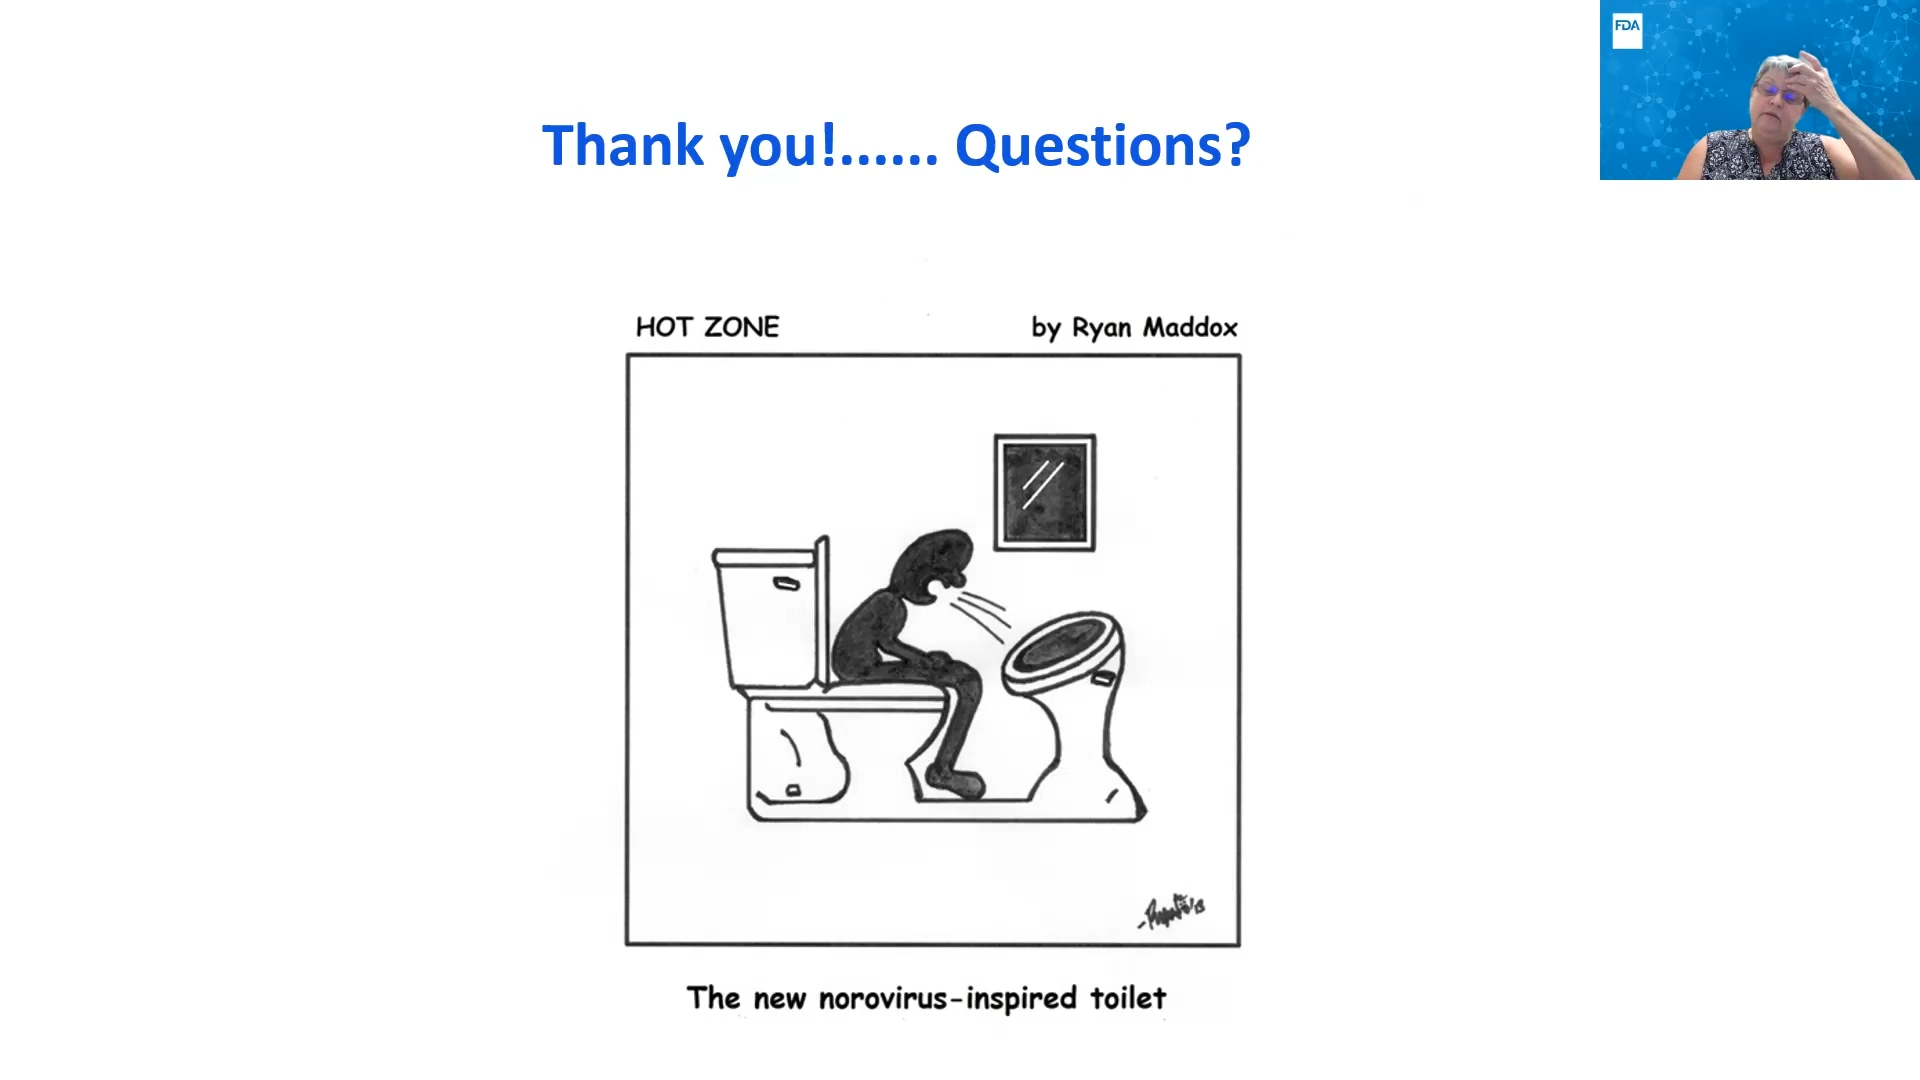 FDA
Thank you!...... Questions?
HOT ZONE
by Ryan Maddox
The new norovirus-inspired toilet